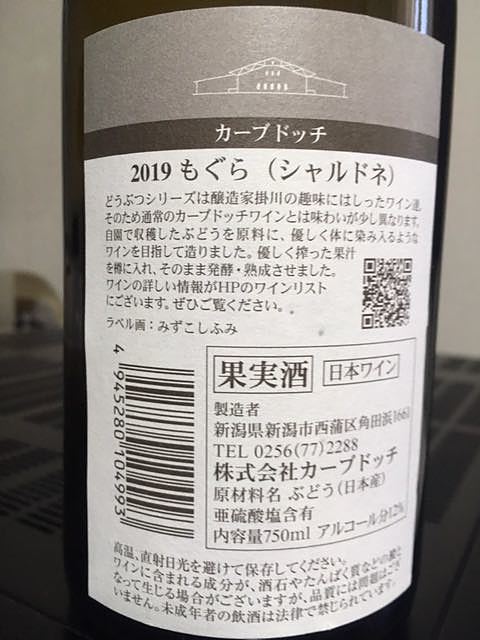 カーブドッチ
2019 もぐら （シャルドネ）
どうぶつシリーズは醸造家掛川の趣味にはしったワイン達。
そのため通常のカーブドッチワインとは味わいが少し異なります。
自園で収穫したぶどうを原料に、優しく体に染み入るような
ワインを目指して造りました。優しく搾った果汁
を樽に入れ、そのまま発酵・熟成させました。
ワインの詳しい情報がHPのワインリスト
にございます。ぜひご覧ください。
ラベル画：みずこしふみ
4 945280 104993
果実酒 日本ワイン
製造者
新潟県新潟市西蒲区角田浜1661
TEL 0256(77)2288
株式会社カーブドッチ
原材料名 ぶどう(日本産)
亜硫酸塩含有
内容量750ml アルコール分12%
高温、直射日光を避けて保存してください。
ワインに含まれる成分が、酒石やたんぱく質などの澱と
なって生じる場合がございますが、品質には問題はござ
いません。未成年者の飲酒は法律で禁じられています。